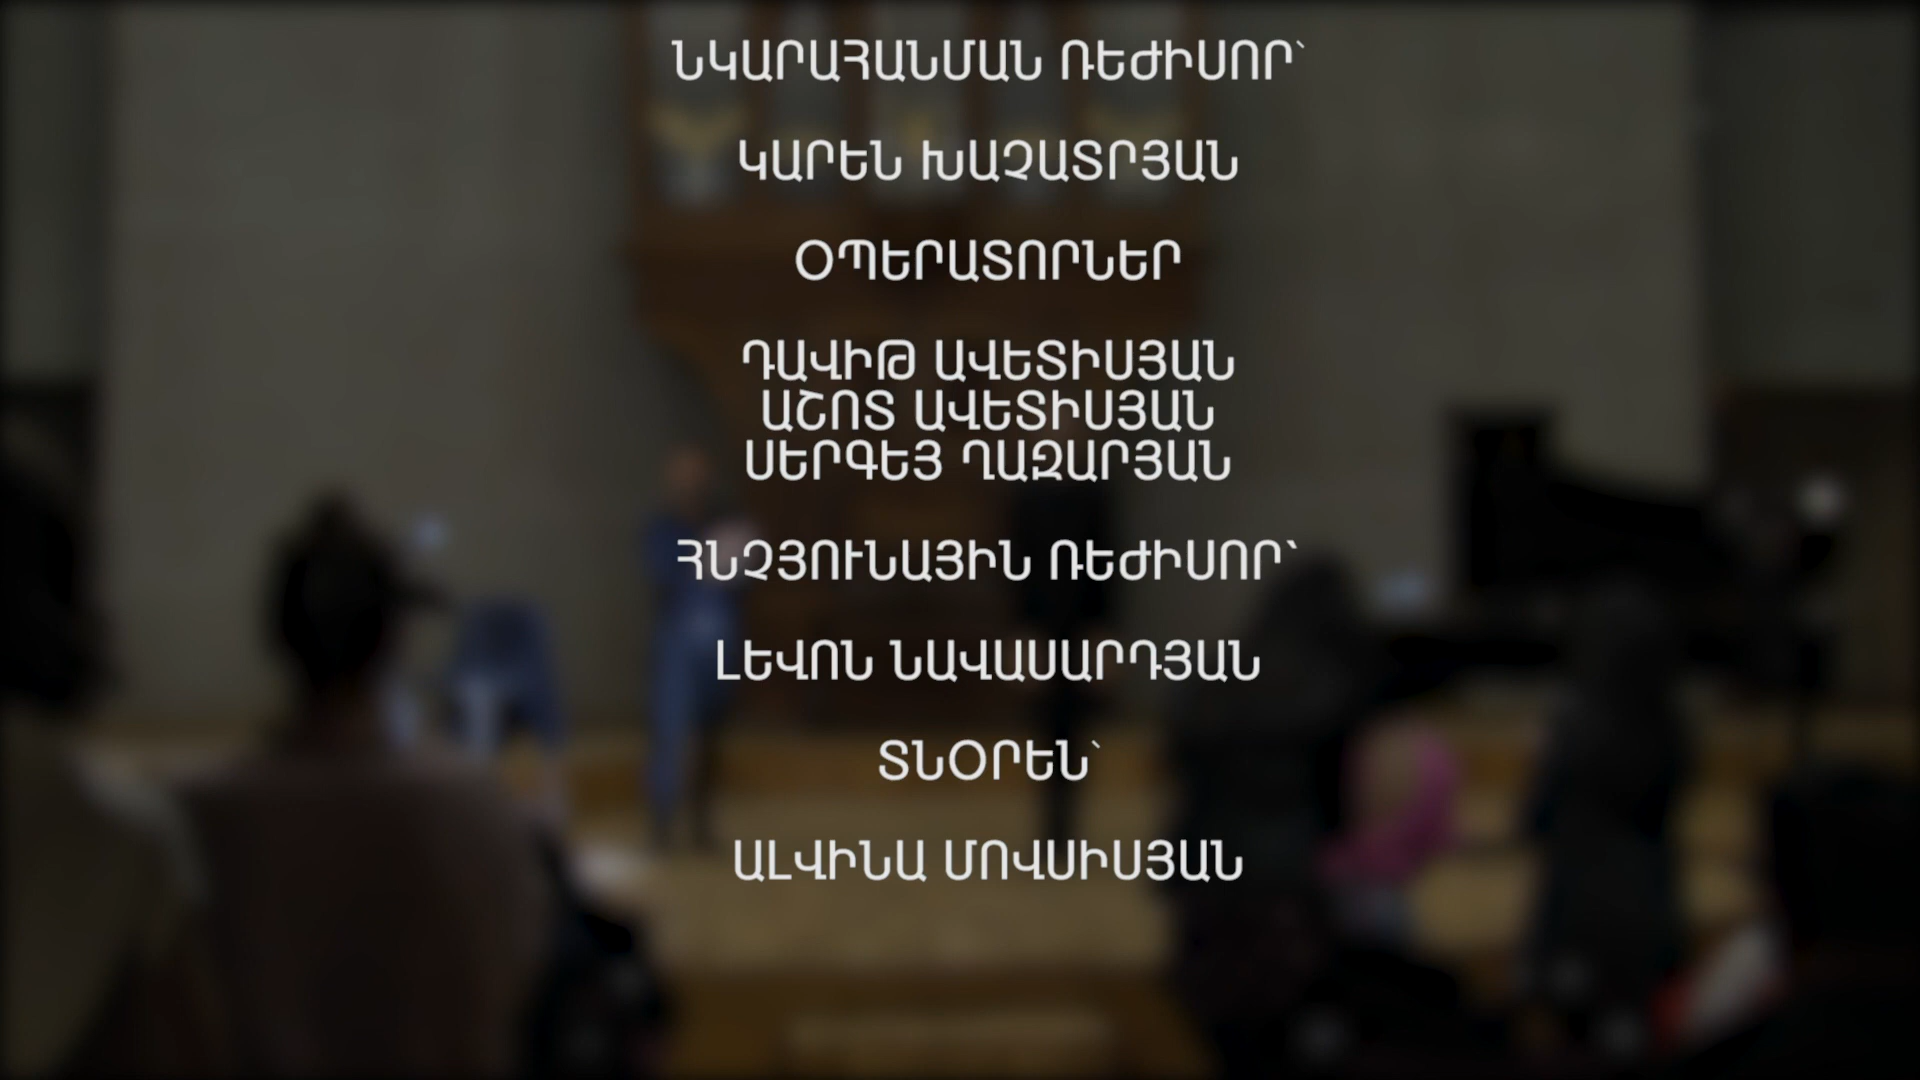 ՆԿԱՐԱՀԱՆՄԱՆ ՌԵԺԻՍՈՐ՝
ԿԱՐԵՆ ԽԱՉԱՏՐՅԱՆ
ՕՊԵՐԱՏՈՐՆԵՐ
ԴԱՎԻԹ ԱՎԵՏԻՍՅԱՆ
ԱՇՈՏ ԱՎԵՏԻՍՅԱՆ
ՍԵՐԳԵՅ ՂԱԶԱՐՅԱՆ
ՀՆՉՅՈՒՆԱՅԻՆ ՌԵԺԻՍՈՐ՝
ԼԵՎՈՆ ՆԱՎԱՍԱՐԴՅԱՆ
ՏՆՕՐԵՆ՝
ԱԼՎԻՆԱ ՄՈՎՍԻՍՅԱՆ